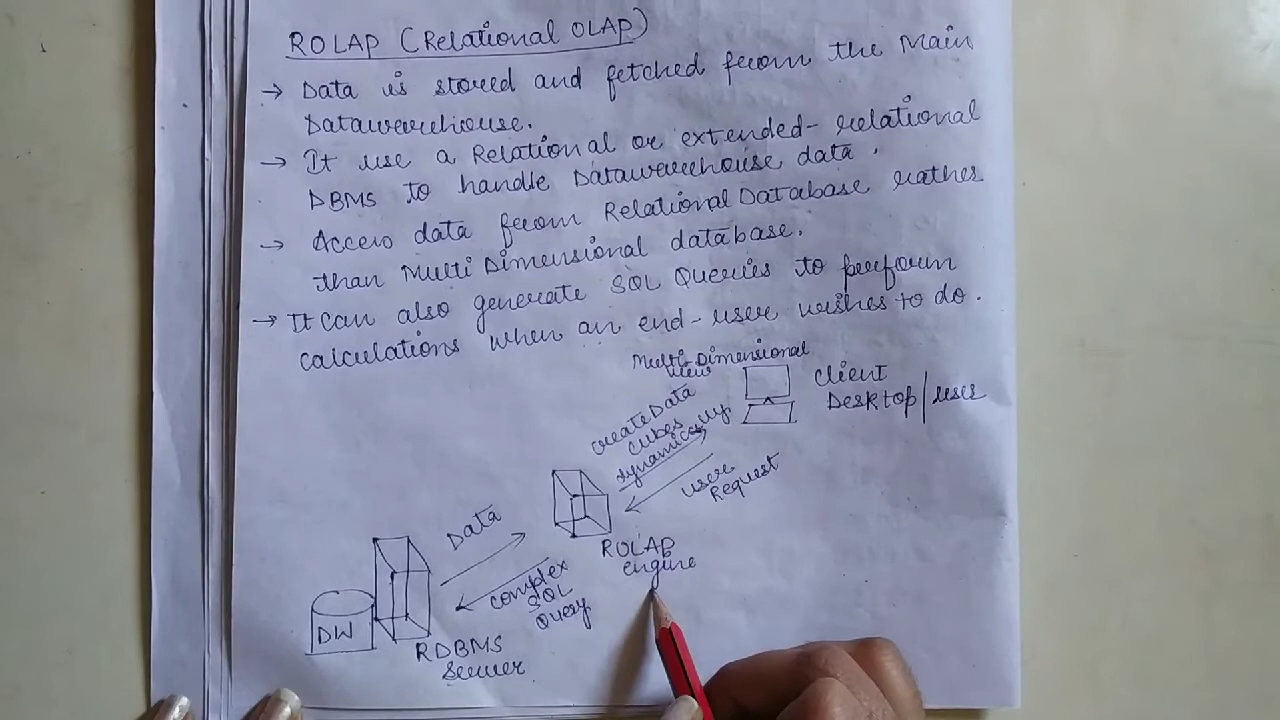 ROLAP (Relational OLAP)
→ Data is stored and fetched from the Main
Datawarehouse.
→ It use a Relational or extended-relational
DBMS to handle Datawarehouse data.
→ Access data from Relational Database rather
than MultiDimensional database.
→ It can also generate SQL Queries to perform
calculations when an end-user wishes to do.
Multi-Dimensional
view
Client
Desktop/user
create Data
cubes
dynamically
user
Request
ROLAP
engine
Data
complex
SQL
Query
DW
RDBMS
Server